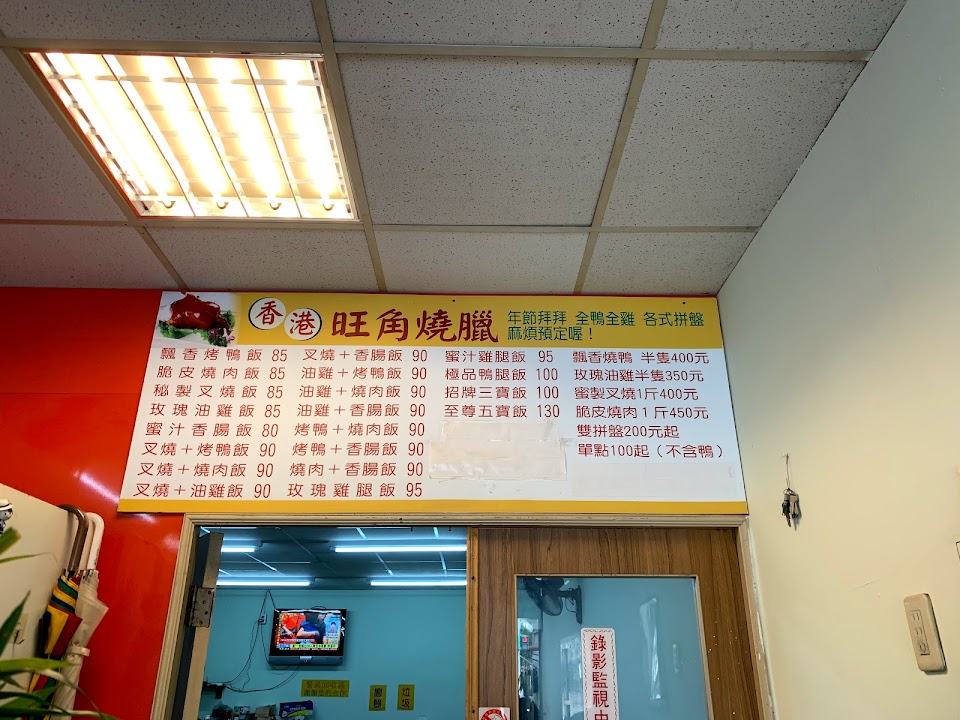 香港 旺角燒臘
年節拜拜 全鴨全雞 各式拼盤
麻煩預定喔！
飄香烤鴨飯 85
脆皮燒肉飯 85
秘製叉燒飯 85
玫瑰油雞飯 85
蜜汁香腸飯 80
叉燒＋烤鴨飯 90
叉燒＋燒肉飯 90
叉燒＋油雞飯 90
叉燒＋香腸飯 90
油雞＋烤鴨飯 90
油雞＋燒肉飯 90
油雞＋香腸飯 90
烤鴨＋燒肉飯 90
烤鴨＋香腸飯 90
燒肉＋香腸飯 90
玫瑰雞腿飯 95
蜜汁雞腿飯 95
極品鴨腿飯 100
招牌三寶飯 100
至尊五寶飯 130
飄香燒鴨 半隻400元
玫瑰油雞半隻350元
蜜製叉燒1斤400元
脆皮燒肉１斤450元
雙拼盤200元起
單點100起（不含鴨）
錄影監視中
廚餘
垃圾